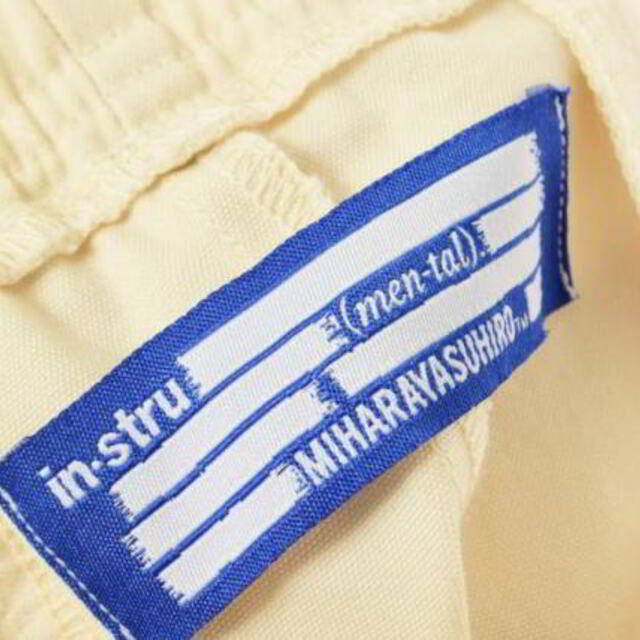 in-stru
(men-tal).
MIHARAYASUHIRO™